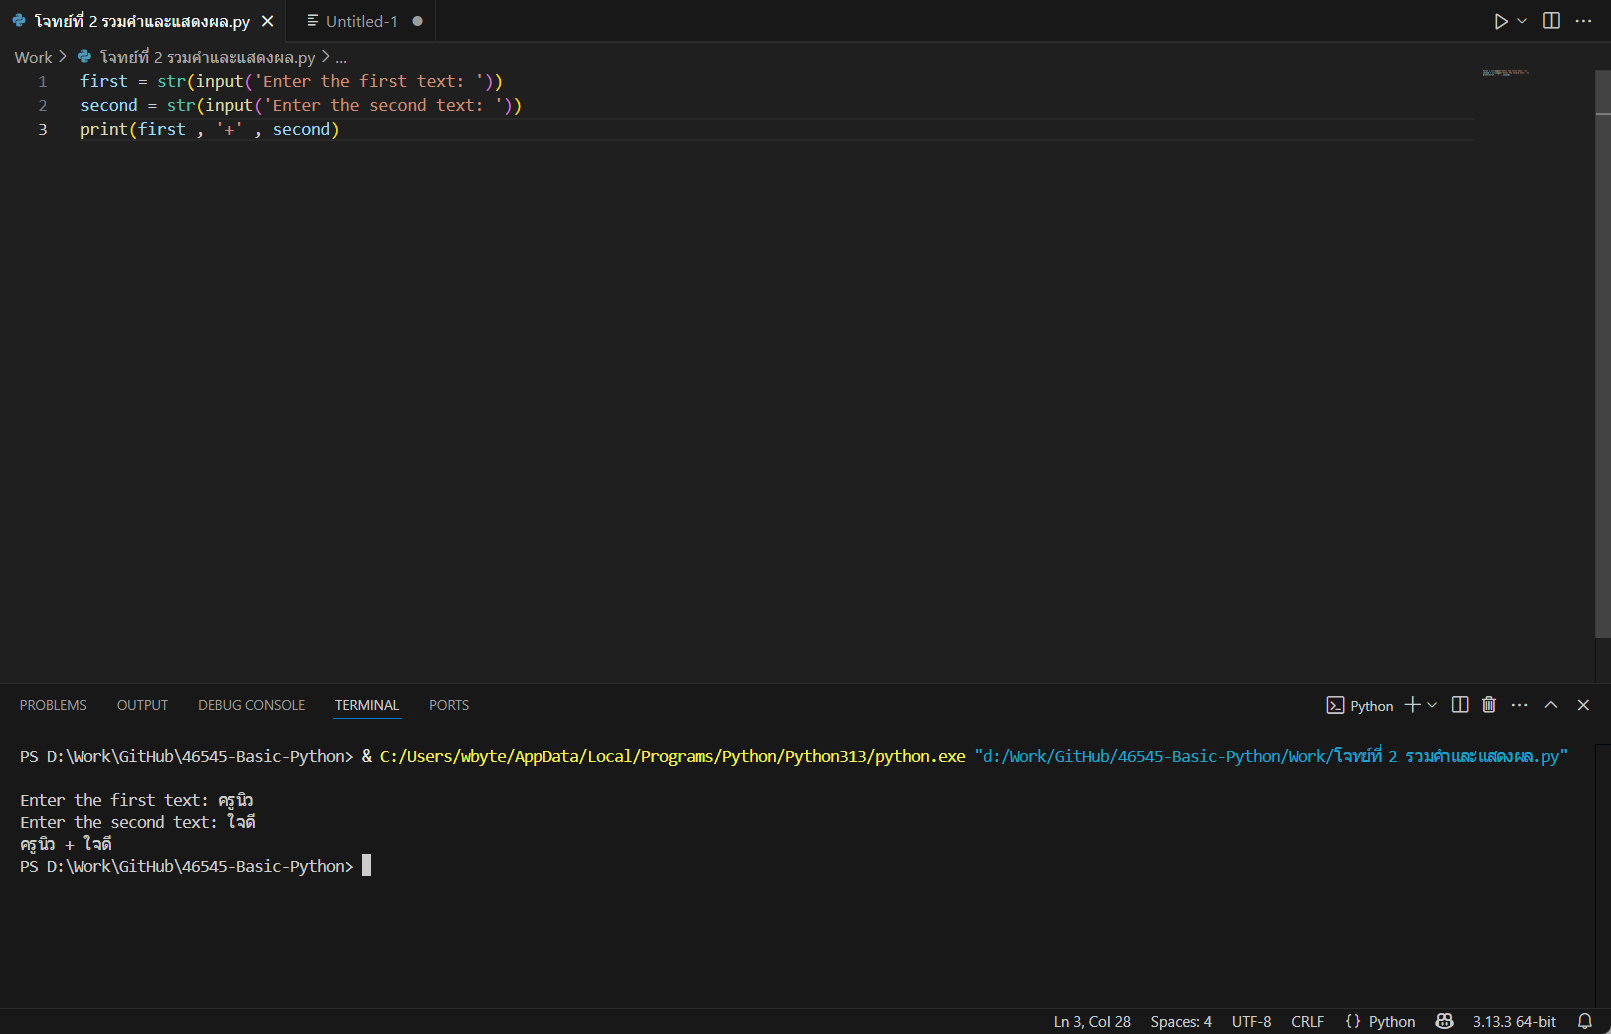 โจทย์ที่ 2 รวมคำและแสดงผล.py Untitled-1
Work > โจทย์ที่ 2 รวมคำและแสดงผล.py > ...
1 first = str(input('Enter the first text: '))
2 second = str(input('Enter the second text: '))
3 print(first , '+' , second)
PROBLEMS OUTPUT DEBUG CONSOLE TERMINAL PORTS Python
PS D:\Work\GitHub\46545-Basic-Python> & C:/Users/wbyte/AppData/Local/Programs/Python/Python313/python.exe "d:/Work/GitHub/46545-Basic-Python/Work/โจทย์ที่ 2 รวมคำและแสดงผล.py"
Enter the first text: ครูนิว
Enter the second text: ใจดี
ครูนิว + ใจดี
PS D:\Work\GitHub\46545-Basic-Python>
Ln 3, Col 28 Spaces: 4 UTF-8 CRLF {} Python 3.13.3 64-bit